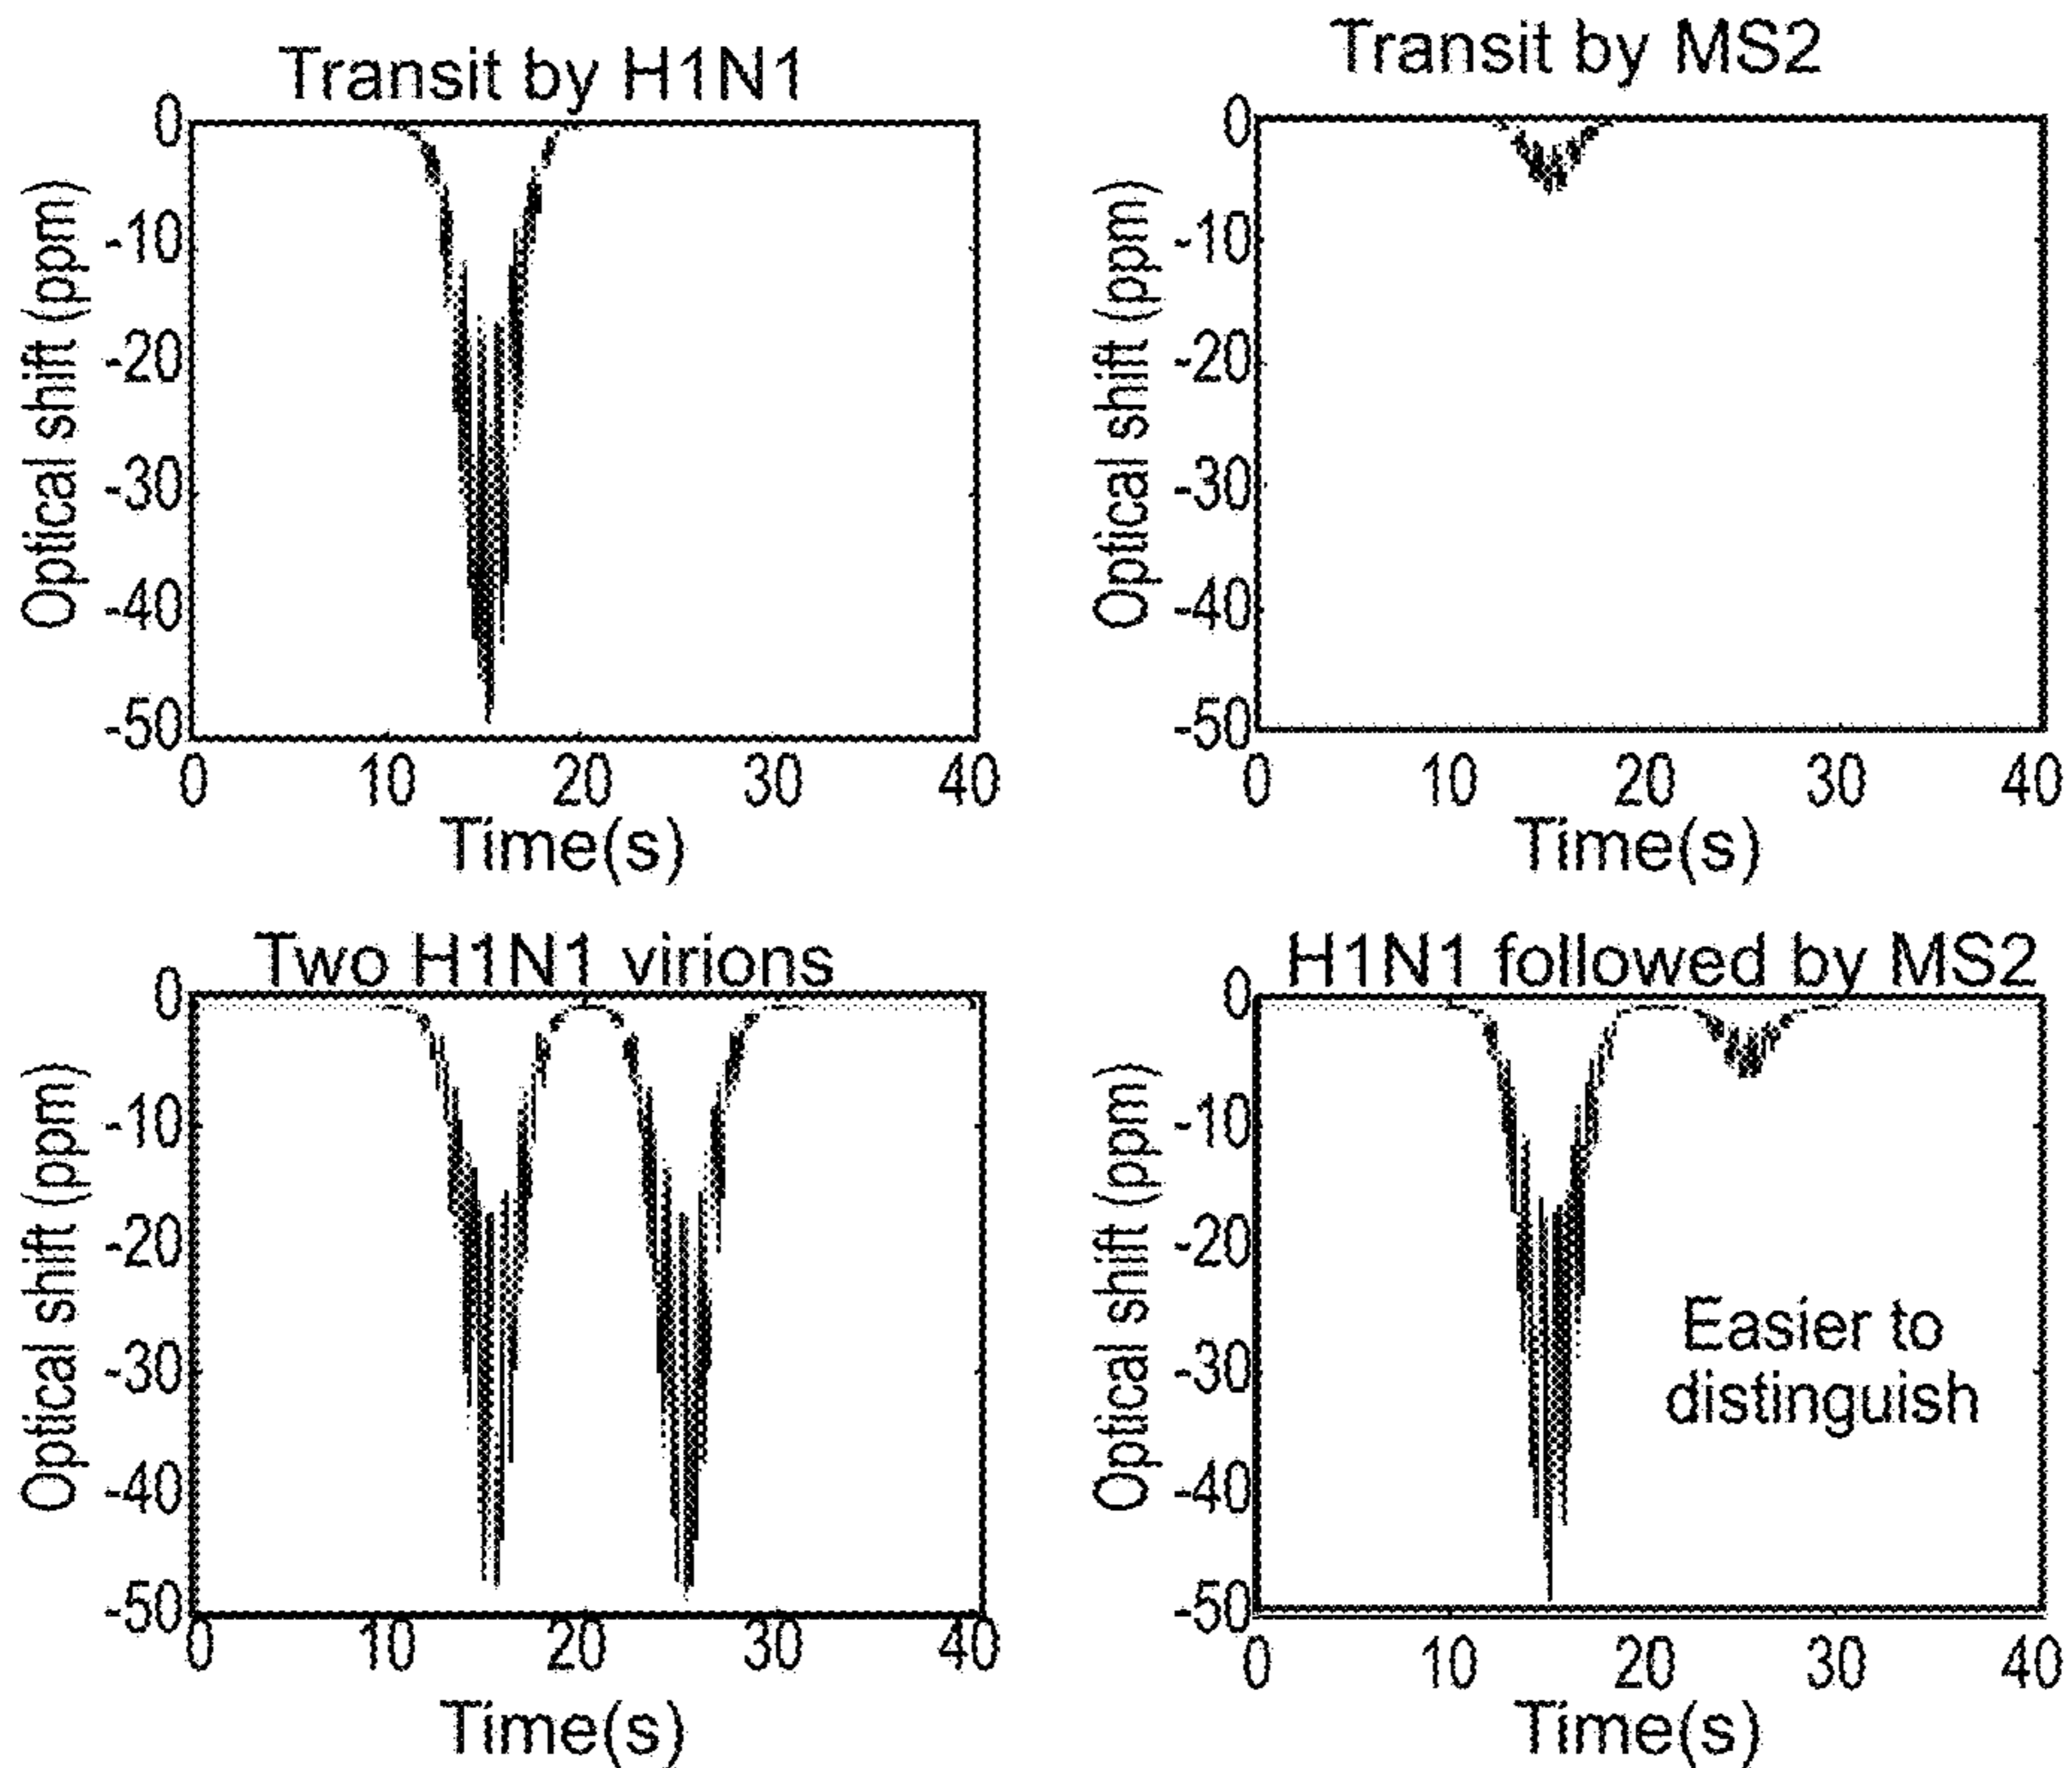 Transit by H1N1
Optical shift (ppm)
0
-10
-20
-30
-40
-50
0 10 20 30 40
Time(s)
Transit by MS2
Optical shift (ppm)
0
-10
-20
-30
-40
-50
0 10 20 30 40
Time(s)
Two H1N1 virions
Optical shift (ppm)
0
-10
-20
-30
-40
-50
0 10 20 30 40
Time(s)
H1N1 followed by MS2
Optical shift (ppm)
0
-10
-20
-30
-40
-50
Easier to
distinguish
0 10 20 30 40
Time(s)